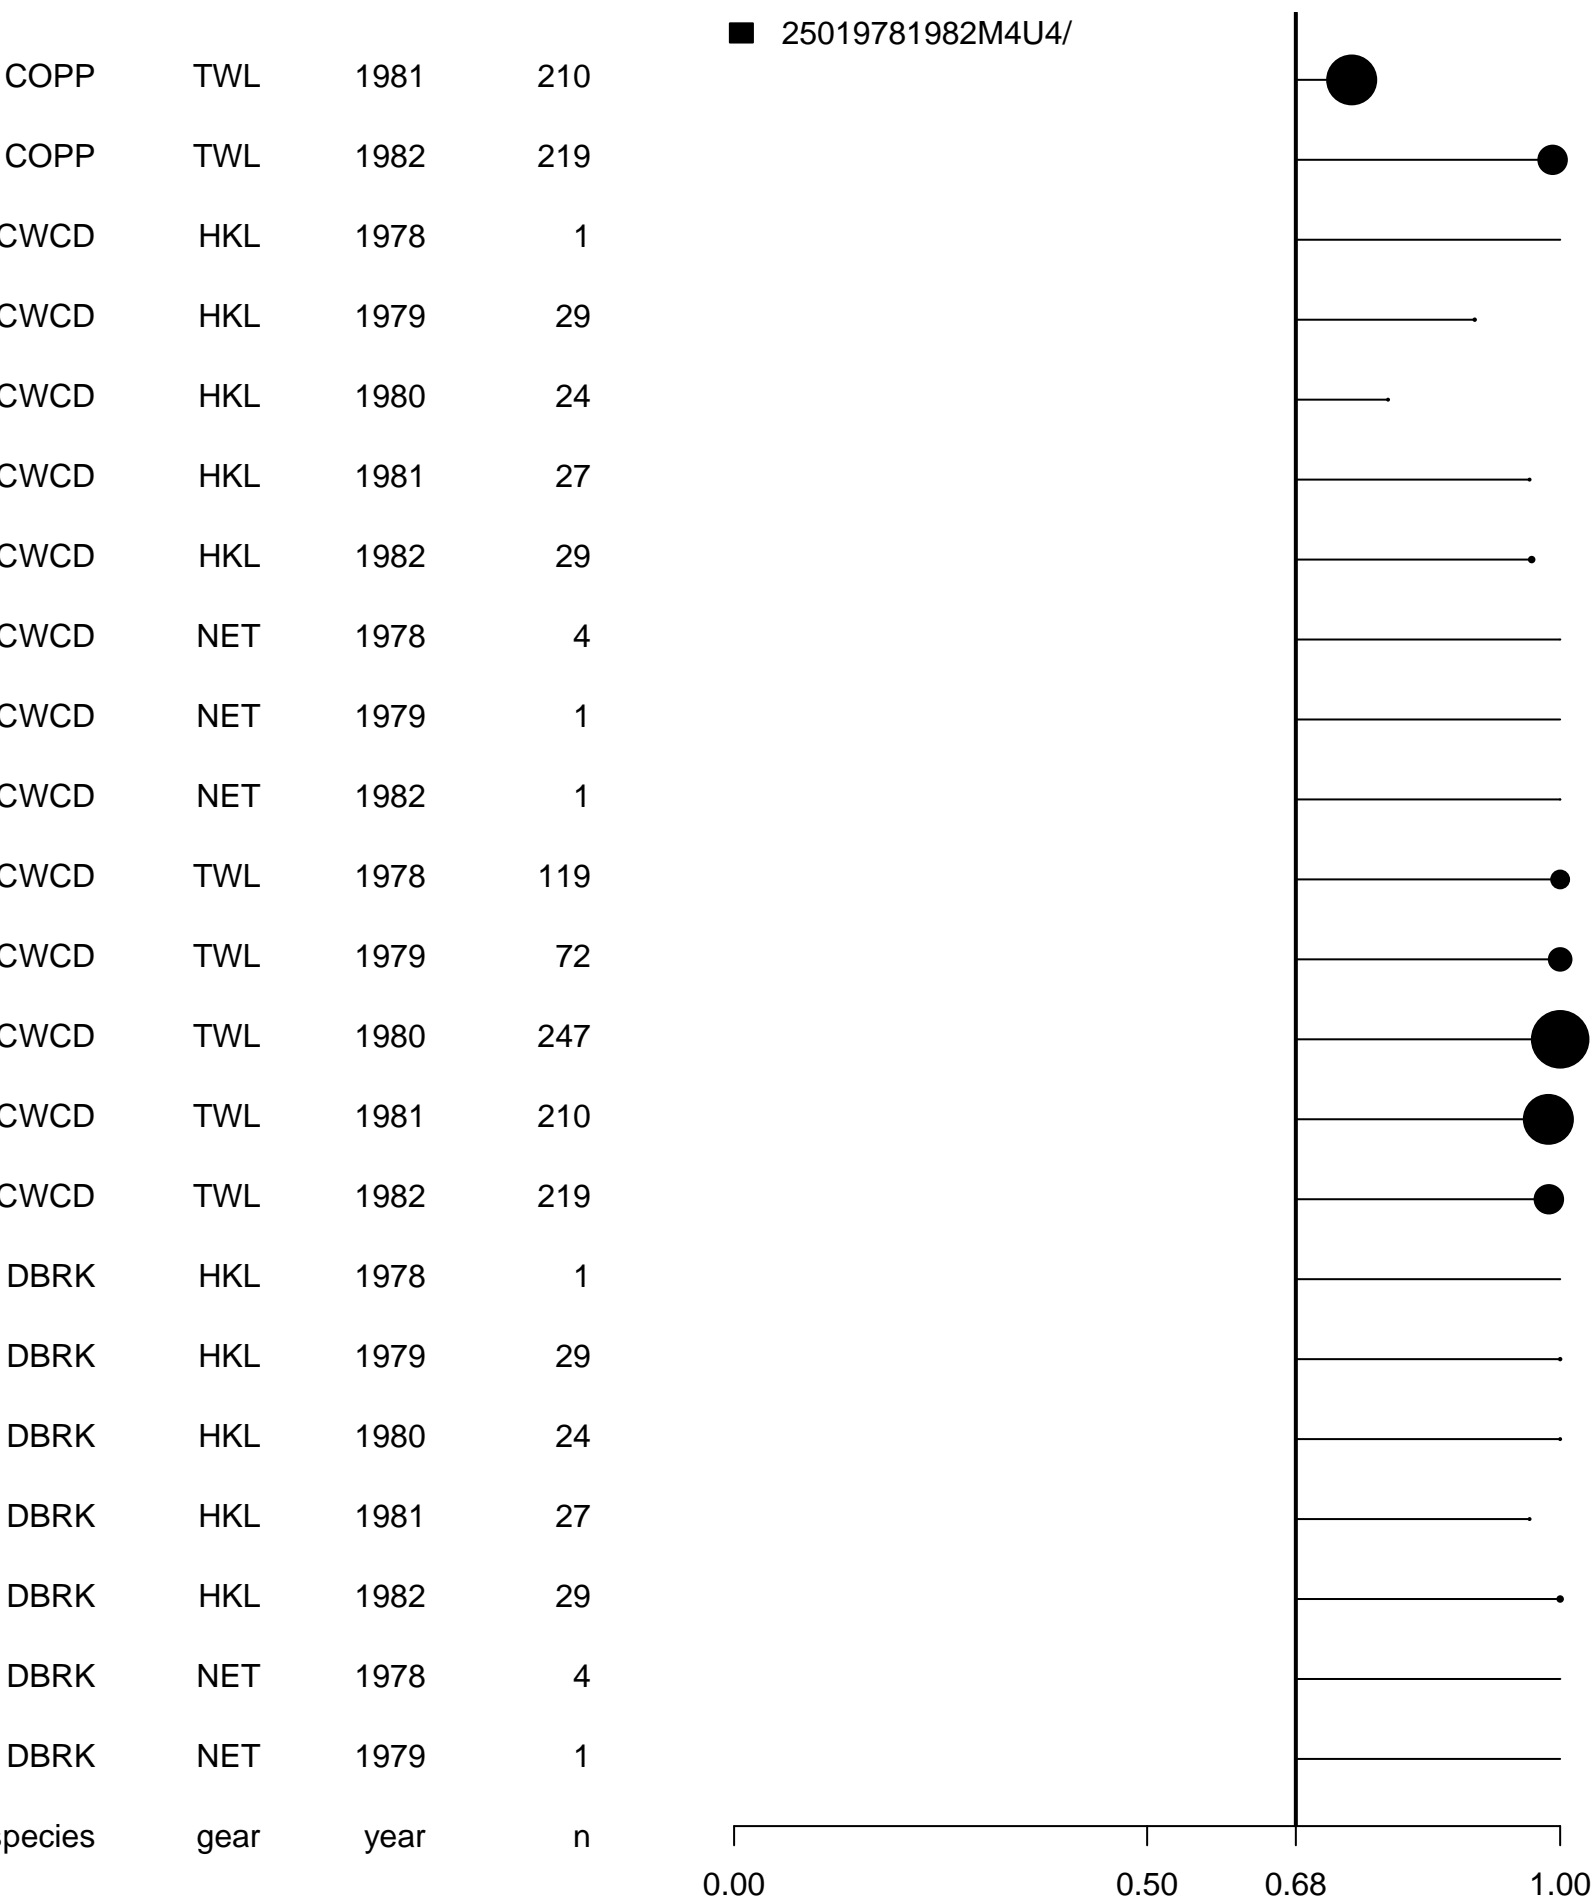 25019781982M4U4/
COPP TWL 1981 210
COPP TWL 1982 219
CWCD HKL 1978 1
CWCD HKL 1979 29
CWCD HKL 1980 24
CWCD HKL 1981 27
CWCD HKL 1982 29
CWCD NET 1978 4
CWCD NET 1979 1
CWCD NET 1982 1
CWCD TWL 1978 119
CWCD TWL 1979 72
CWCD TWL 1980 247
CWCD TWL 1981 210
CWCD TWL 1982 219
DBRK HKL 1978 1
DBRK HKL 1979 29
DBRK HKL 1980 24
DBRK HKL 1981 27
DBRK HKL 1982 29
DBRK NET 1978 4
DBRK NET 1979 1
species gear year n
0.00 0.50 0.68 1.00